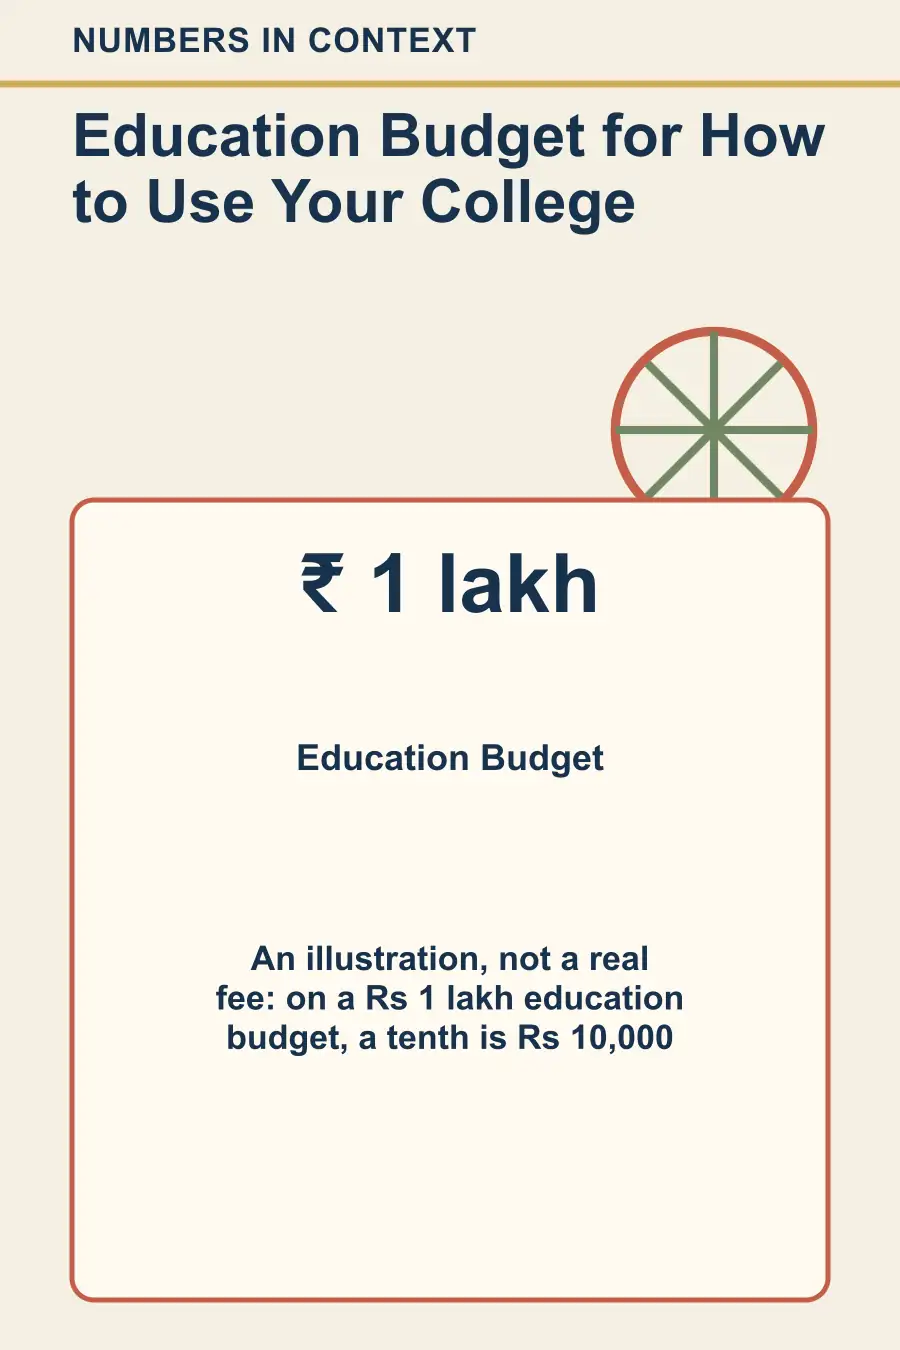 NUMBERS IN CONTEXT
Education Budget for How
to Use Your College
₹ 1 lakh
Education Budget
An illustration, not a real
fee: on a Rs 1 lakh education
budget, a tenth is Rs 10,000